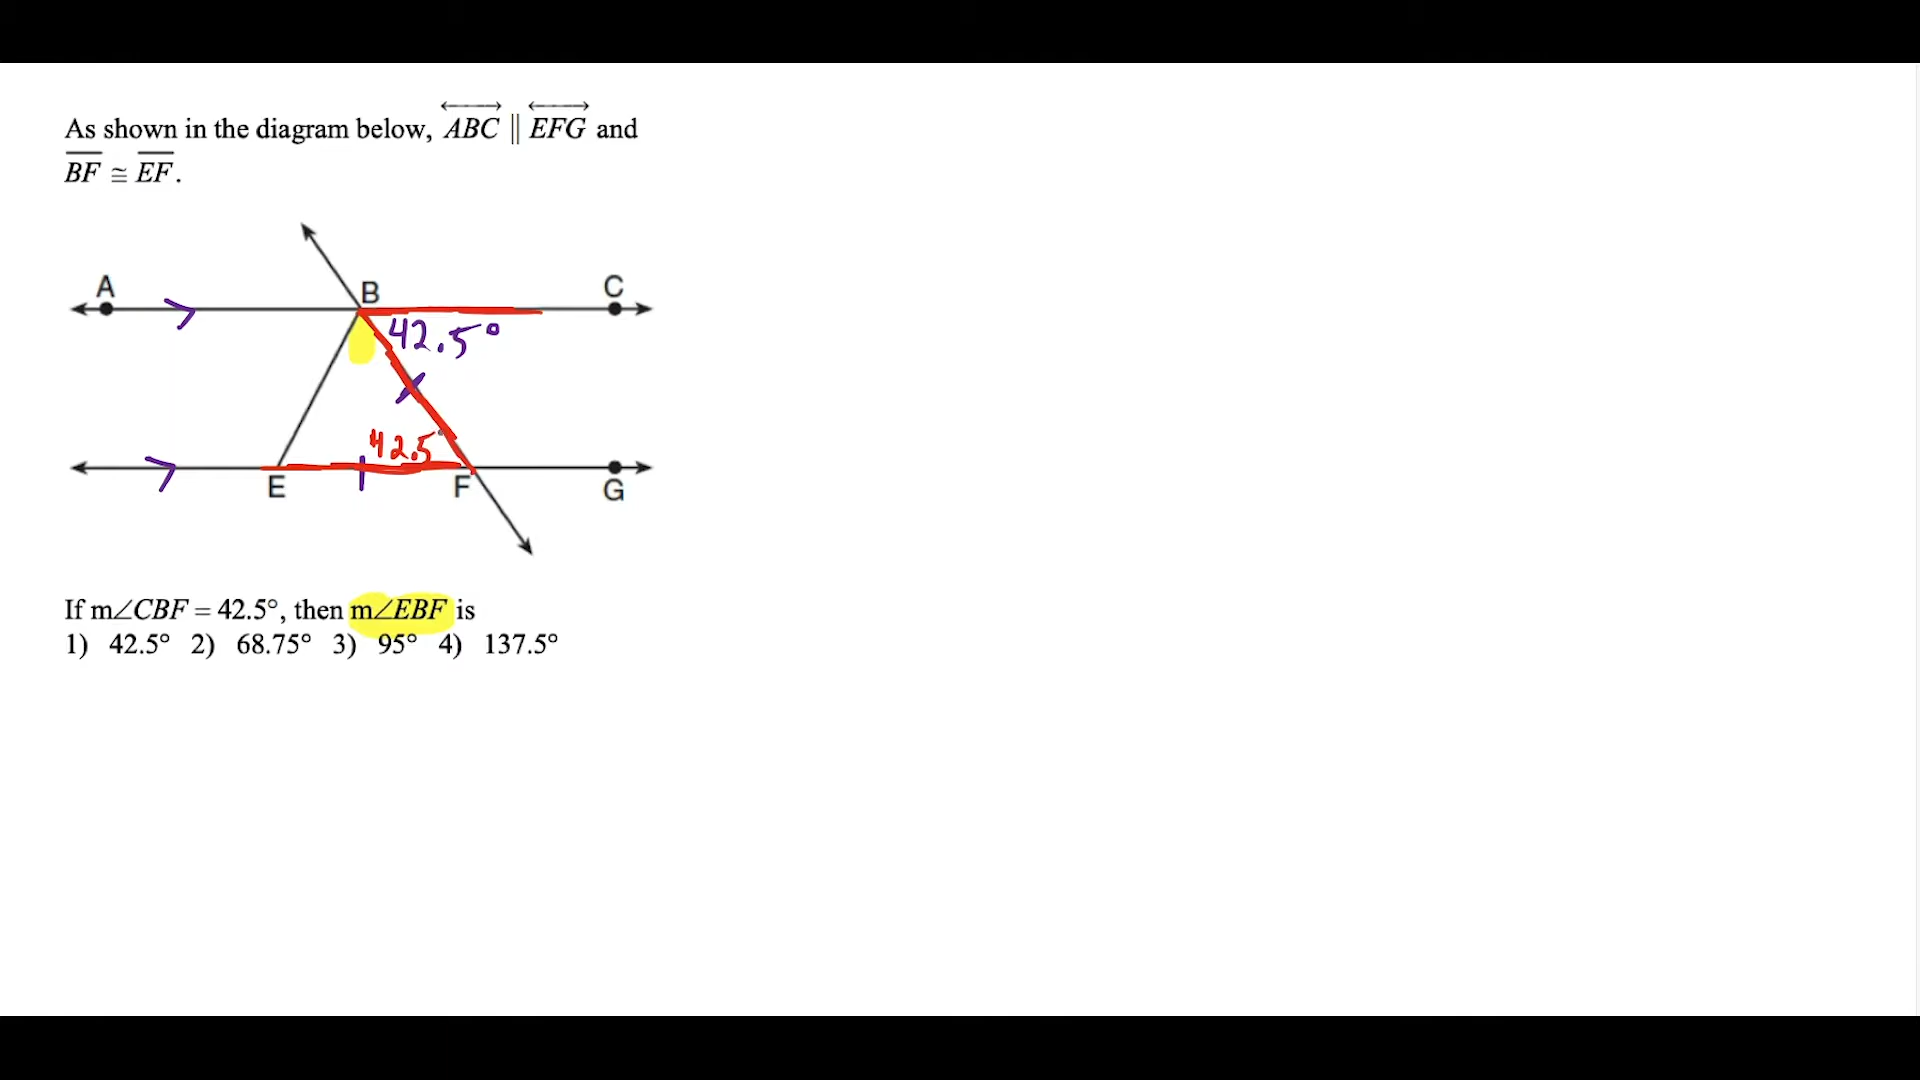 As shown in the diagram below, ABC || EFG and
BF ≅ EF.
A B C
42.5°
42.5
E F G
If m∠CBF = 42.5°, then m∠EBF is
1) 42.5° 2) 68.75° 3) 95° 4) 137.5°